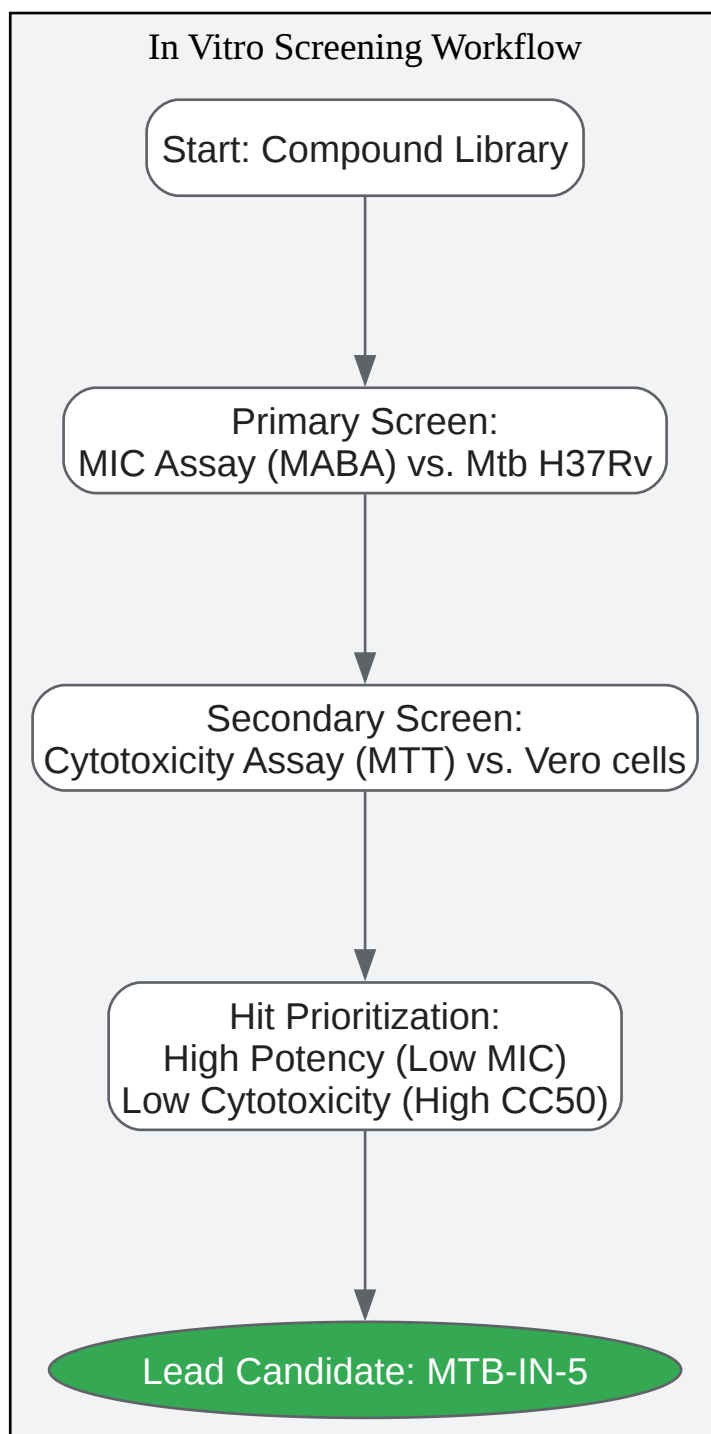 In Vitro Screening Workflow
Start: Compound Library
Primary Screen:
MIC Assay (MABA) vs. Mtb H37Rv
Secondary Screen:
Cytotoxicity Assay (MTT) vs. Vero cells
Hit Prioritization:
High Potency (Low MIC)
Low Cytotoxicity (High CC50)
Lead Candidate: MTB-IN-5